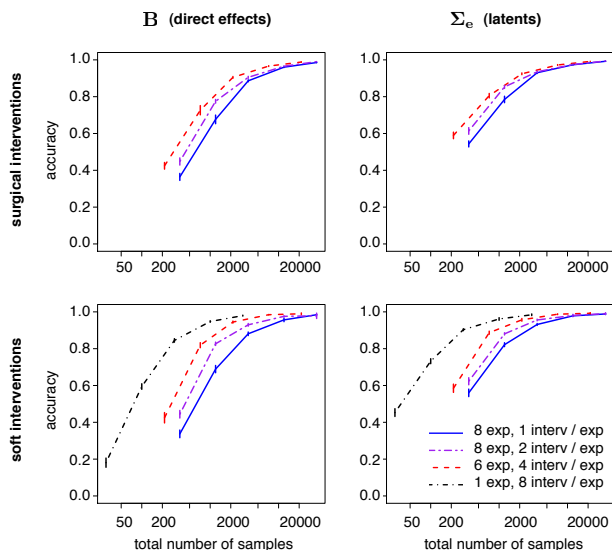 B (direct effects)
Σe (latents)
surgical interventions
accuracy
1.0
0.8
0.6
0.4
0.2
0.0
50 200 2000 20000
accuracy
1.0
0.8
0.6
0.4
0.2
0.0
50 200 2000 20000
soft interventions
accuracy
1.0
0.8
0.6
0.4
0.2
0.0
50 200 2000 20000
total number of samples
accuracy
1.0
0.8
0.6
0.4
0.2
0.0
8 exp, 1 interv / exp
8 exp, 2 interv / exp
6 exp, 4 interv / exp
1 exp, 8 interv / exp
50 200 2000 20000
total number of samples